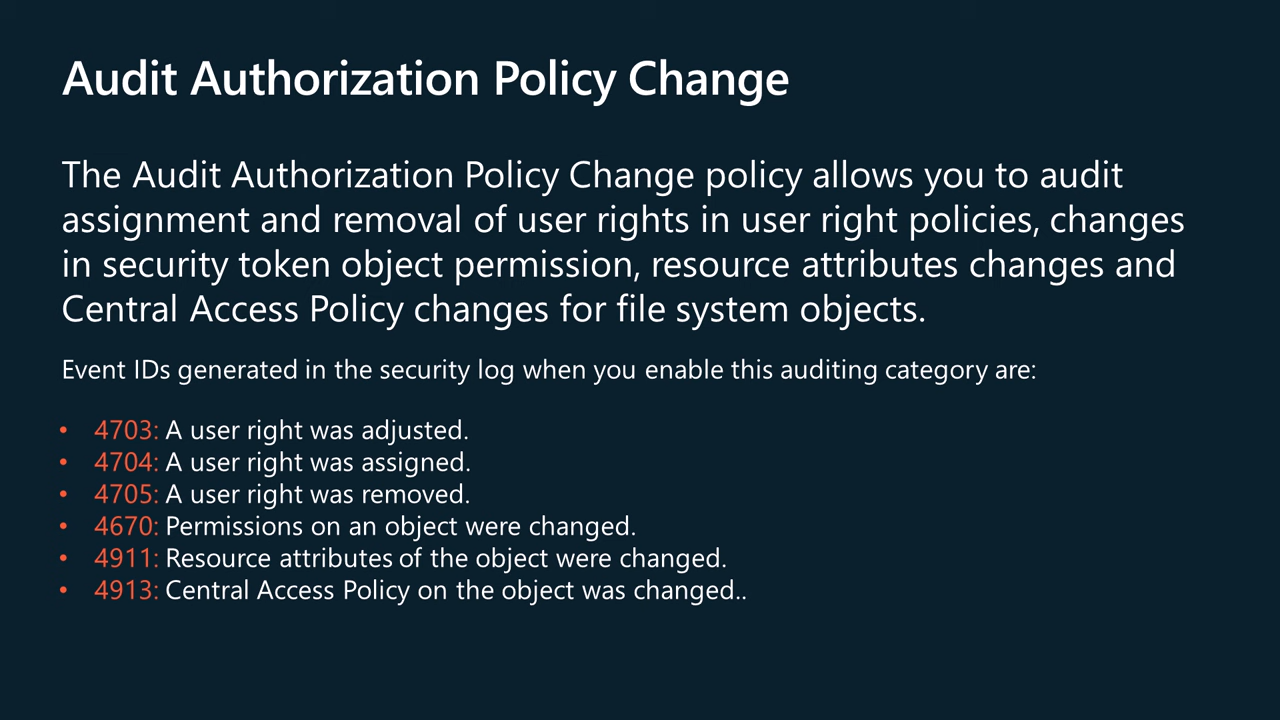 Audit Authorization Policy Change
The Audit Authorization Policy Change policy allows you to audit
assignment and removal of user rights in user right policies, changes
in security token object permission, resource attributes changes and
Central Access Policy changes for file system objects.
Event IDs generated in the security log when you enable this auditing category are:
• 4703: A user right was adjusted.
• 4704: A user right was assigned.
• 4705: A user right was removed.
• 4670: Permissions on an object were changed.
• 4911: Resource attributes of the object were changed.
• 4913: Central Access Policy on the object was changed..